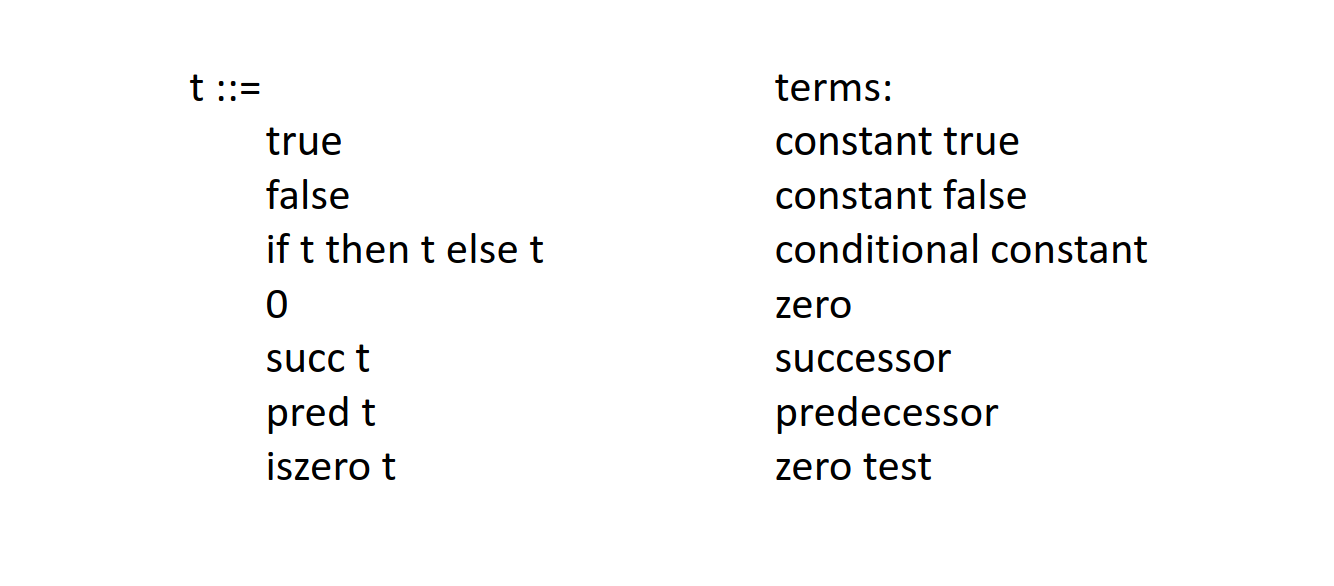 t ::= terms:
true constant true
false constant false
if t then t else t conditional constant
0 zero
succ t successor
pred t predecessor
iszero t zero test